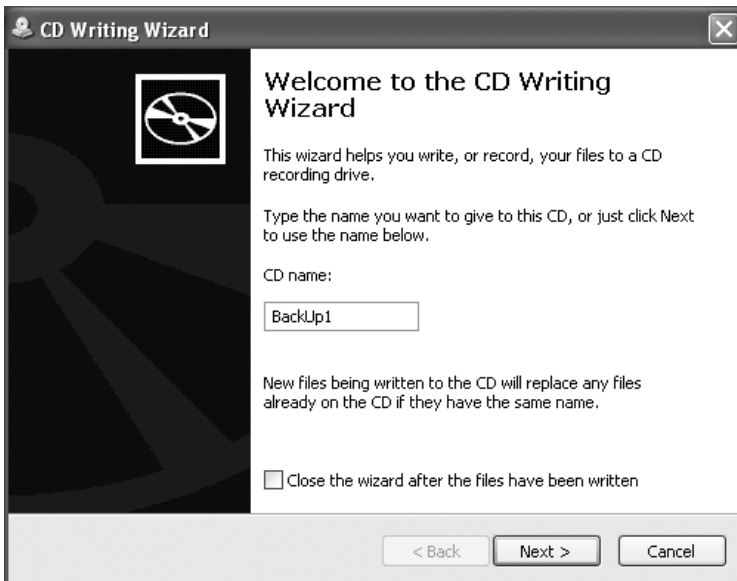 CD Writing Wizard
Welcome to the CD Writing
Wizard
This wizard helps you write, or record, your files to a CD
recording drive.
Type the name you want to give to this CD, or just click Next
to use the name below.
CD name:
BackUp1
New files being written to the CD will replace any files
already on the CD if they have the same name.
Close the wizard after the files have been written
< Back Next > Cancel